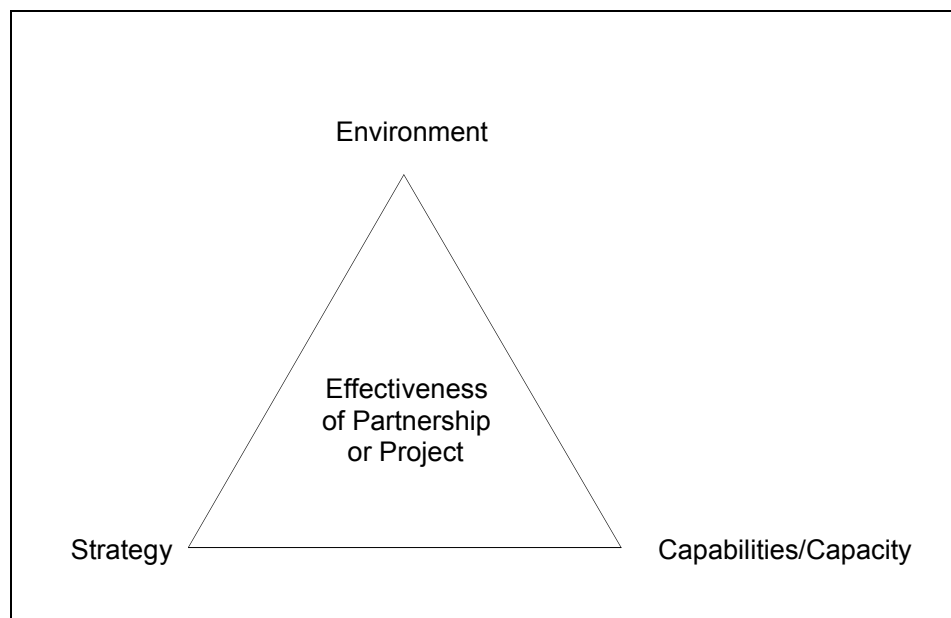 Environment
Effectiveness
of Partnership
or Project
Strategy
Capabilities/Capacity